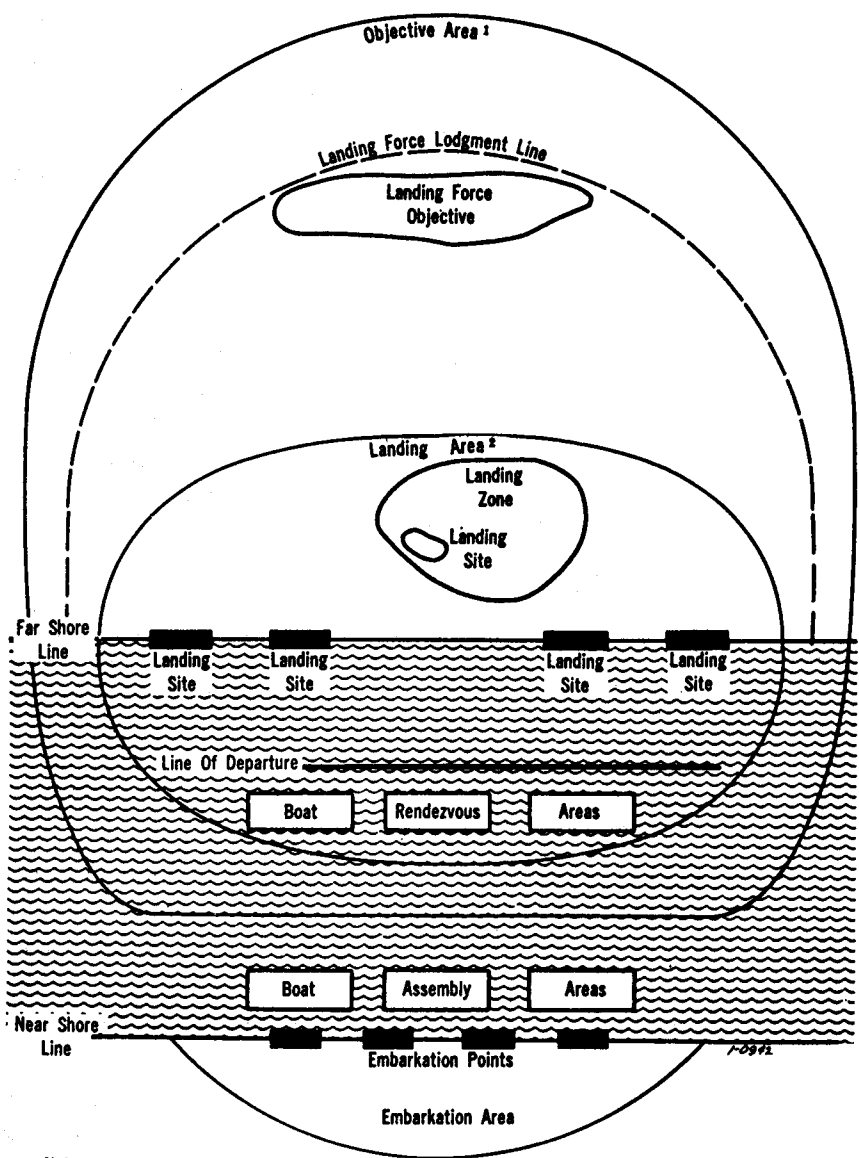 Objective Area 1
Landing Force Lodgment Line
Landing Force
Objective
Landing Area 2
Landing
Zone
Landing
Site
Far Shore
Line
Landing
Site
Landing
Site
Landing
Site
Landing
Site
Line Of Departure
Boat
Rendezvous
Areas
Boat
Assembly
Areas
Near Shore
Line
Embarkation Points
Embarkation Area